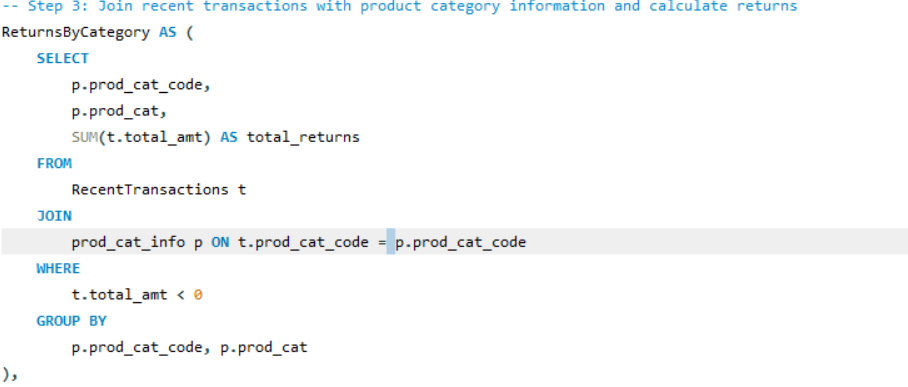 -- Step 3: Join recent transactions with product category information and calculate returns
ReturnsByCategory AS (
    SELECT
        p.prod_cat_code,
        p.prod_cat,
        SUM(t.total_amt) AS total_returns
    FROM
        RecentTransactions t
    JOIN
        prod_cat_info p ON t.prod_cat_code = p.prod_cat_code
    WHERE
        t.total_amt < 0
    GROUP BY
        p.prod_cat_code, p.prod_cat
),